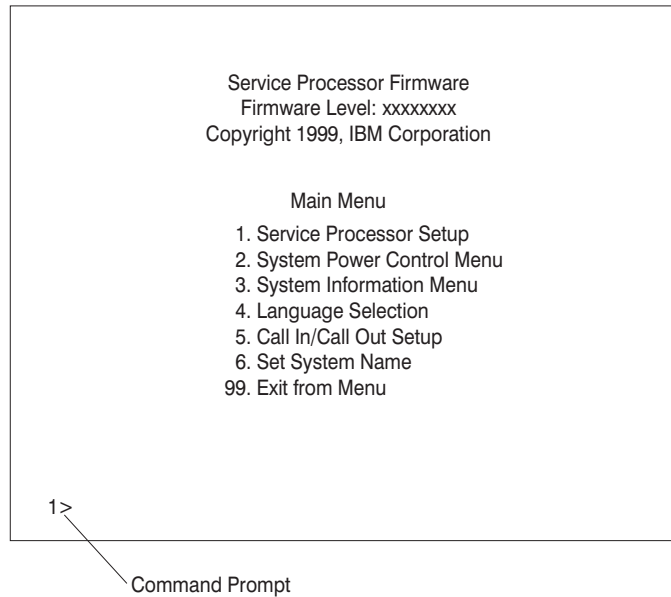 Service Processor Firmware
Firmware Level: xxxxxxxx
Copyright 1999, IBM Corporation
Main Menu
1. Service Processor Setup
2. System Power Control Menu
3. System Information Menu
4. Language Selection
5. Call In/Call Out Setup
6. Set System Name
99. Exit from Menu
1>
Command Prompt